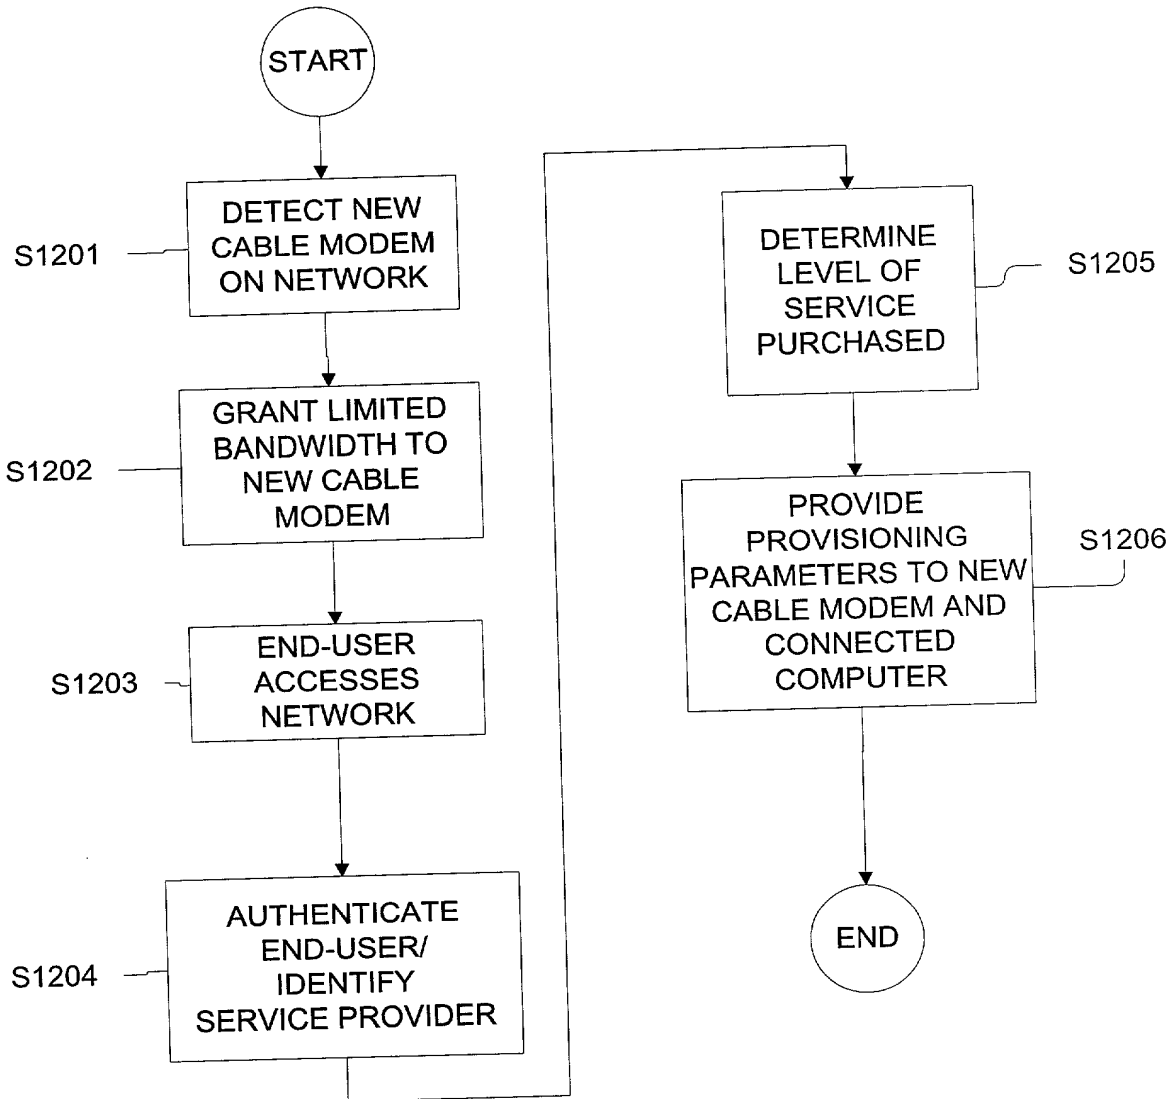 START
S1201
DETECT NEW
CABLE MODEM
ON NETWORK
S1202
GRANT LIMITED
BANDWIDTH TO
NEW CABLE
MODEM
S1203
END-USER
ACCESSES
NETWORK
S1204
AUTHENTICATE
END-USER/
IDENTIFY
SERVICE PROVIDER
DETERMINE
LEVEL OF
SERVICE
PURCHASED
S1205
PROVIDE
PROVISIONING
PARAMETERS TO NEW
CABLE MODEM AND
CONNECTED
COMPUTER
S1206
END